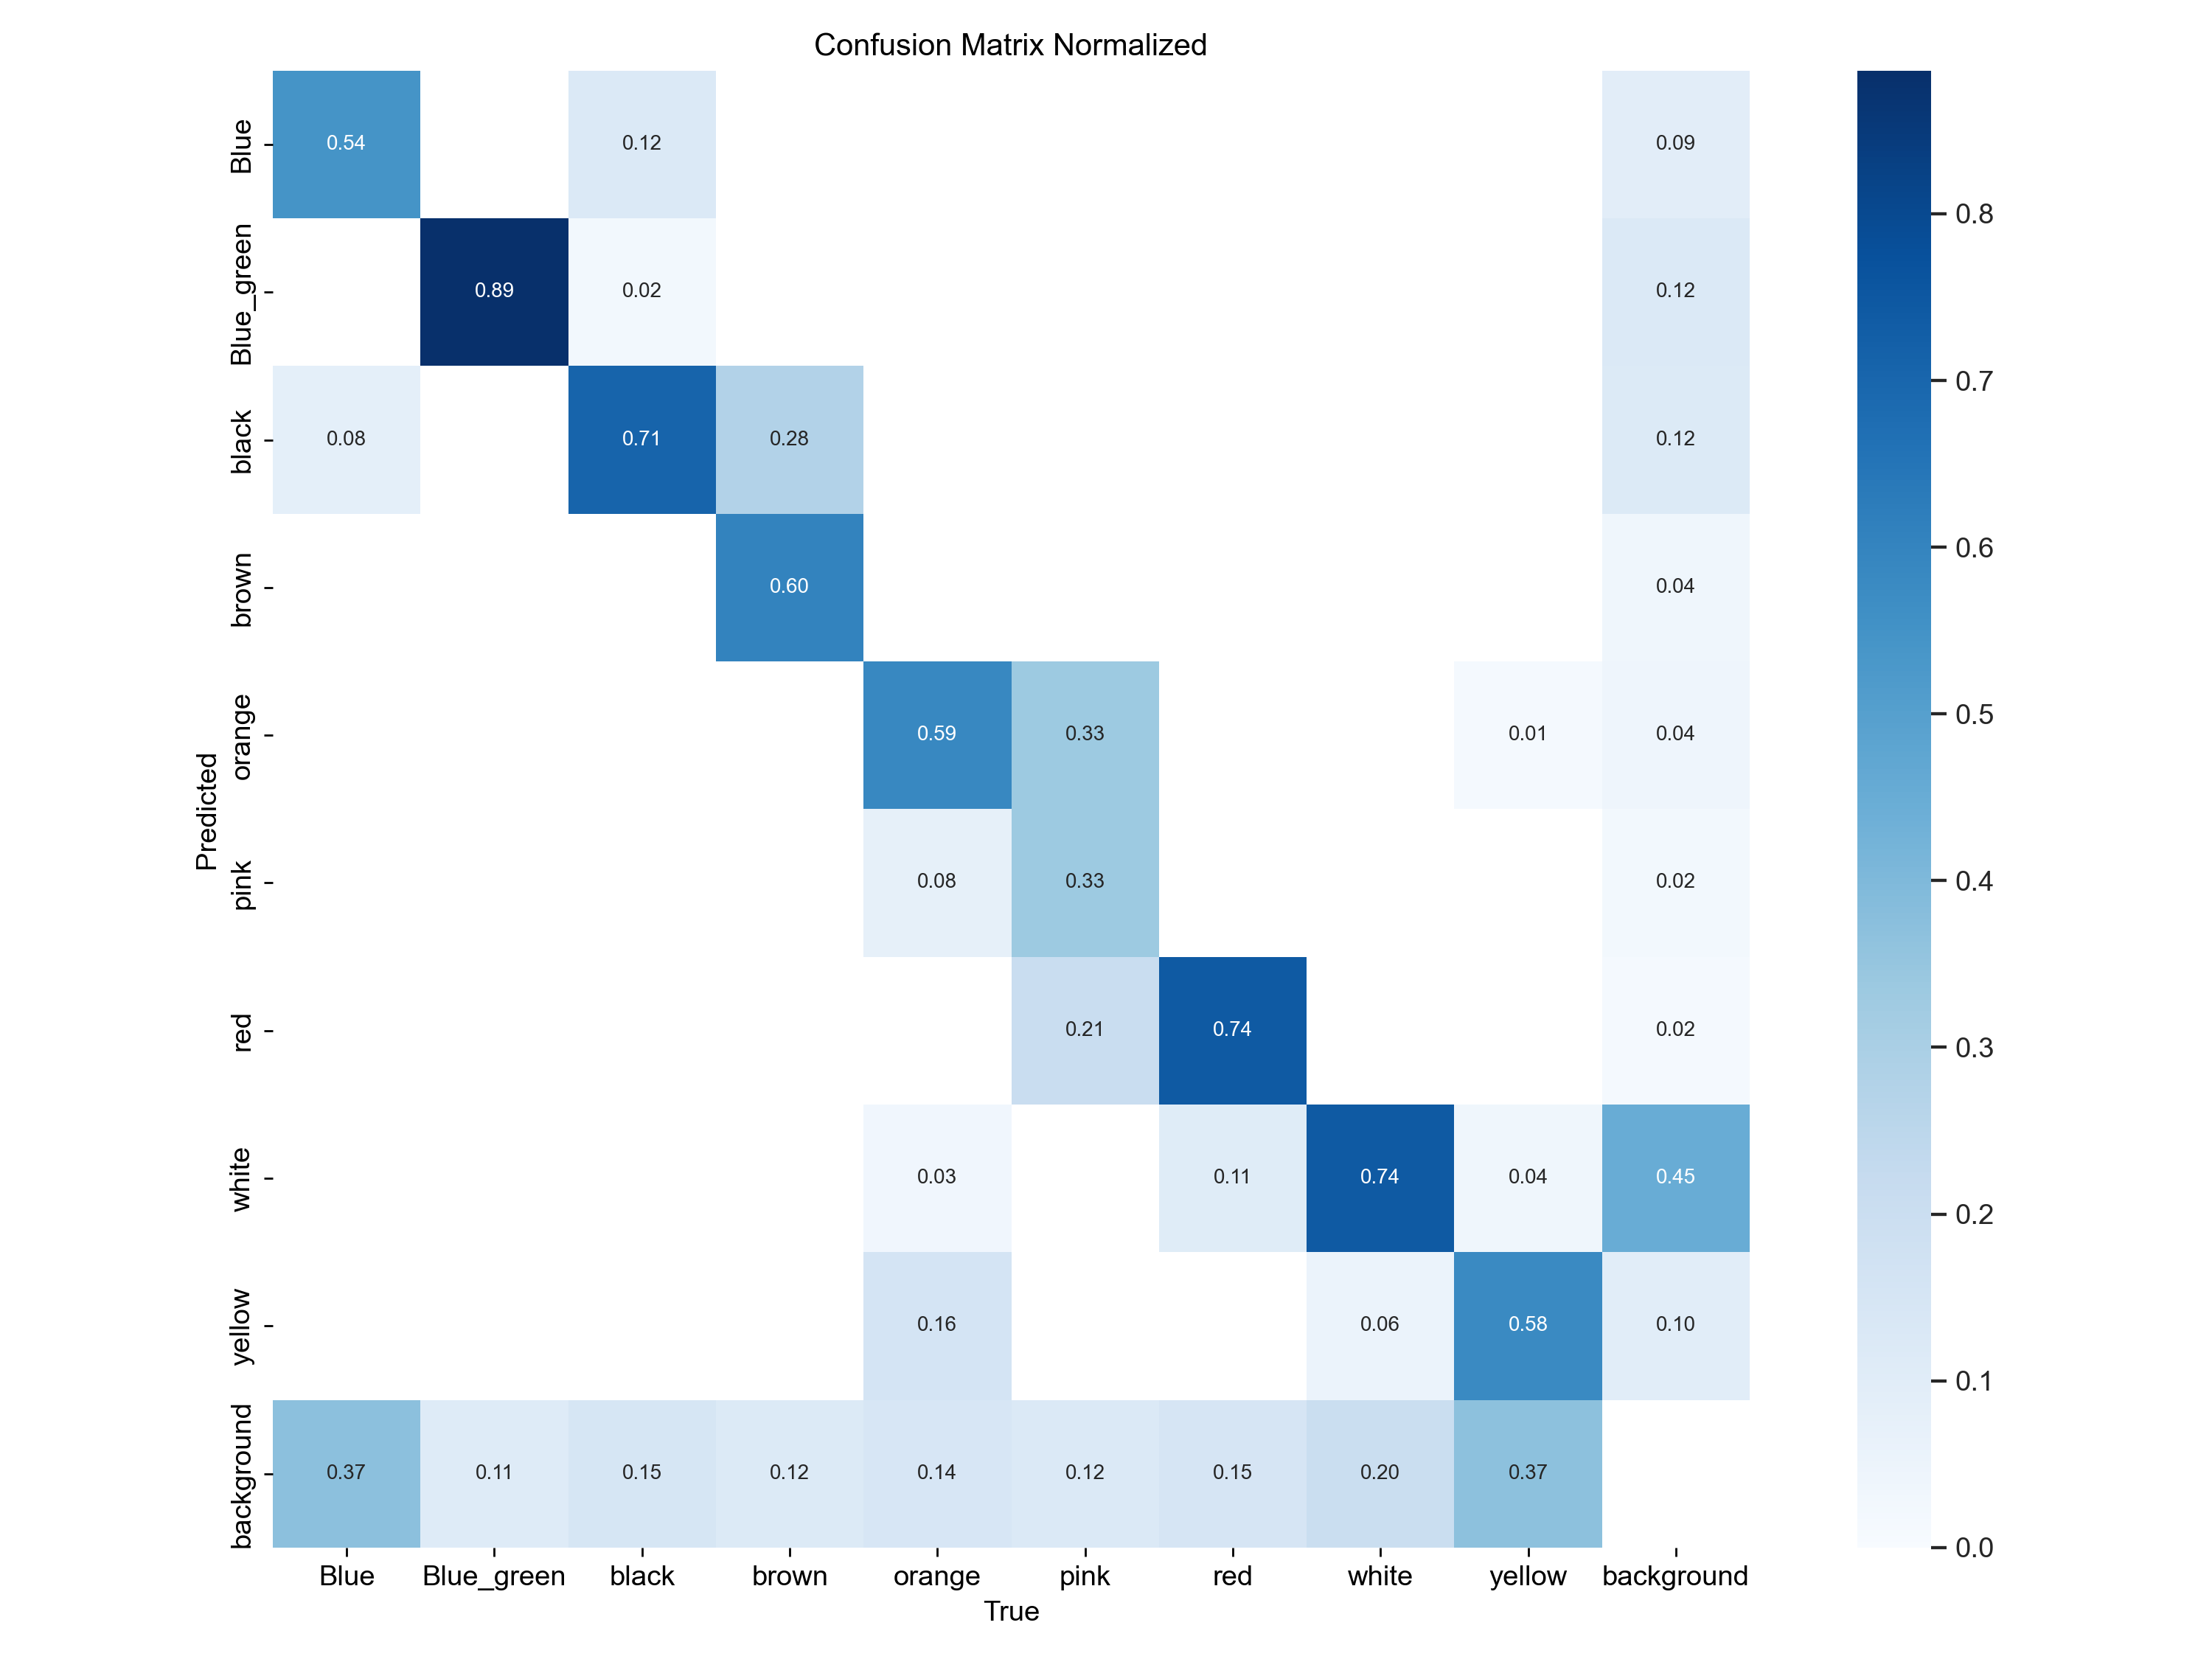 Confusion Matrix Normalized
Blue
0.54
0.12
0.09
Blue_green
0.89
0.02
0.12
black
0.08
0.71
0.28
0.12
brown
0.60
0.04
orange
0.59
0.33
0.01
0.04
pink
0.08
0.33
0.02
red
0.21
0.74
0.02
white
0.03
0.11
0.74
0.04
0.45
yellow
0.16
0.06
0.58
0.10
background
0.37
0.11
0.15
0.12
0.14
0.12
0.15
0.20
0.37
Predicted
Blue
Blue_green
black
brown
orange
pink
red
white
yellow
background
True
0.8
0.7
0.6
0.5
0.4
0.3
0.2
0.1
0.0